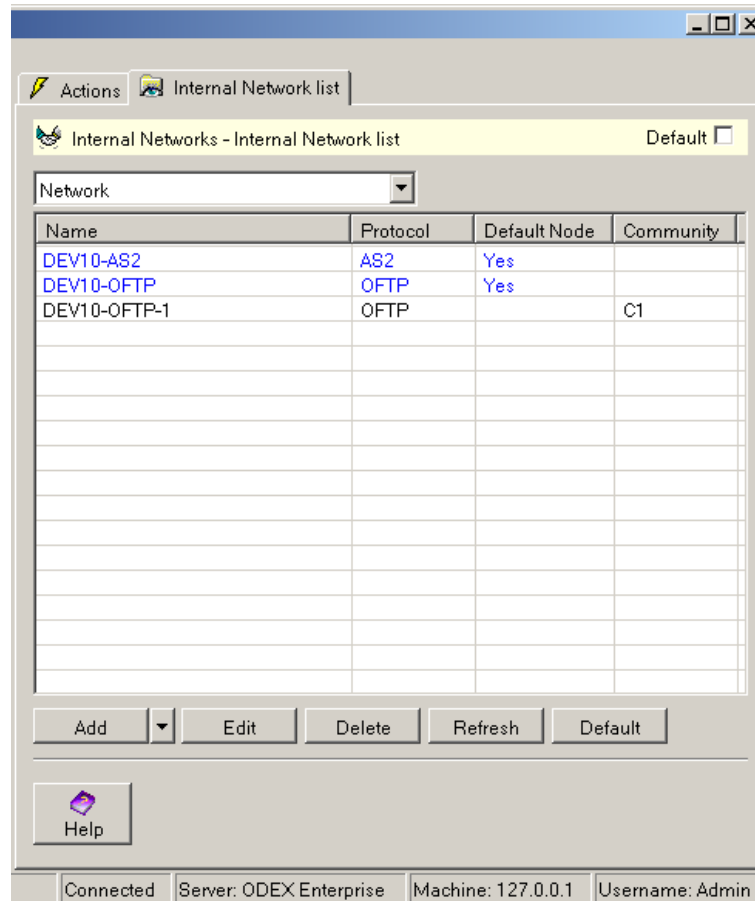 Actions Internal Network list
Internal Networks - Internal Network list Default
Network
Name Protocol Default Node Community
DEV10-AS2 AS2 Yes
DEV10-OFTP OFTP Yes
DEV10-OFTP-1 OFTP C1
Add Edit Delete Refresh Default
Help
Connected Server: ODEX Enterprise Machine: 127.0.0.1 Username: Admin